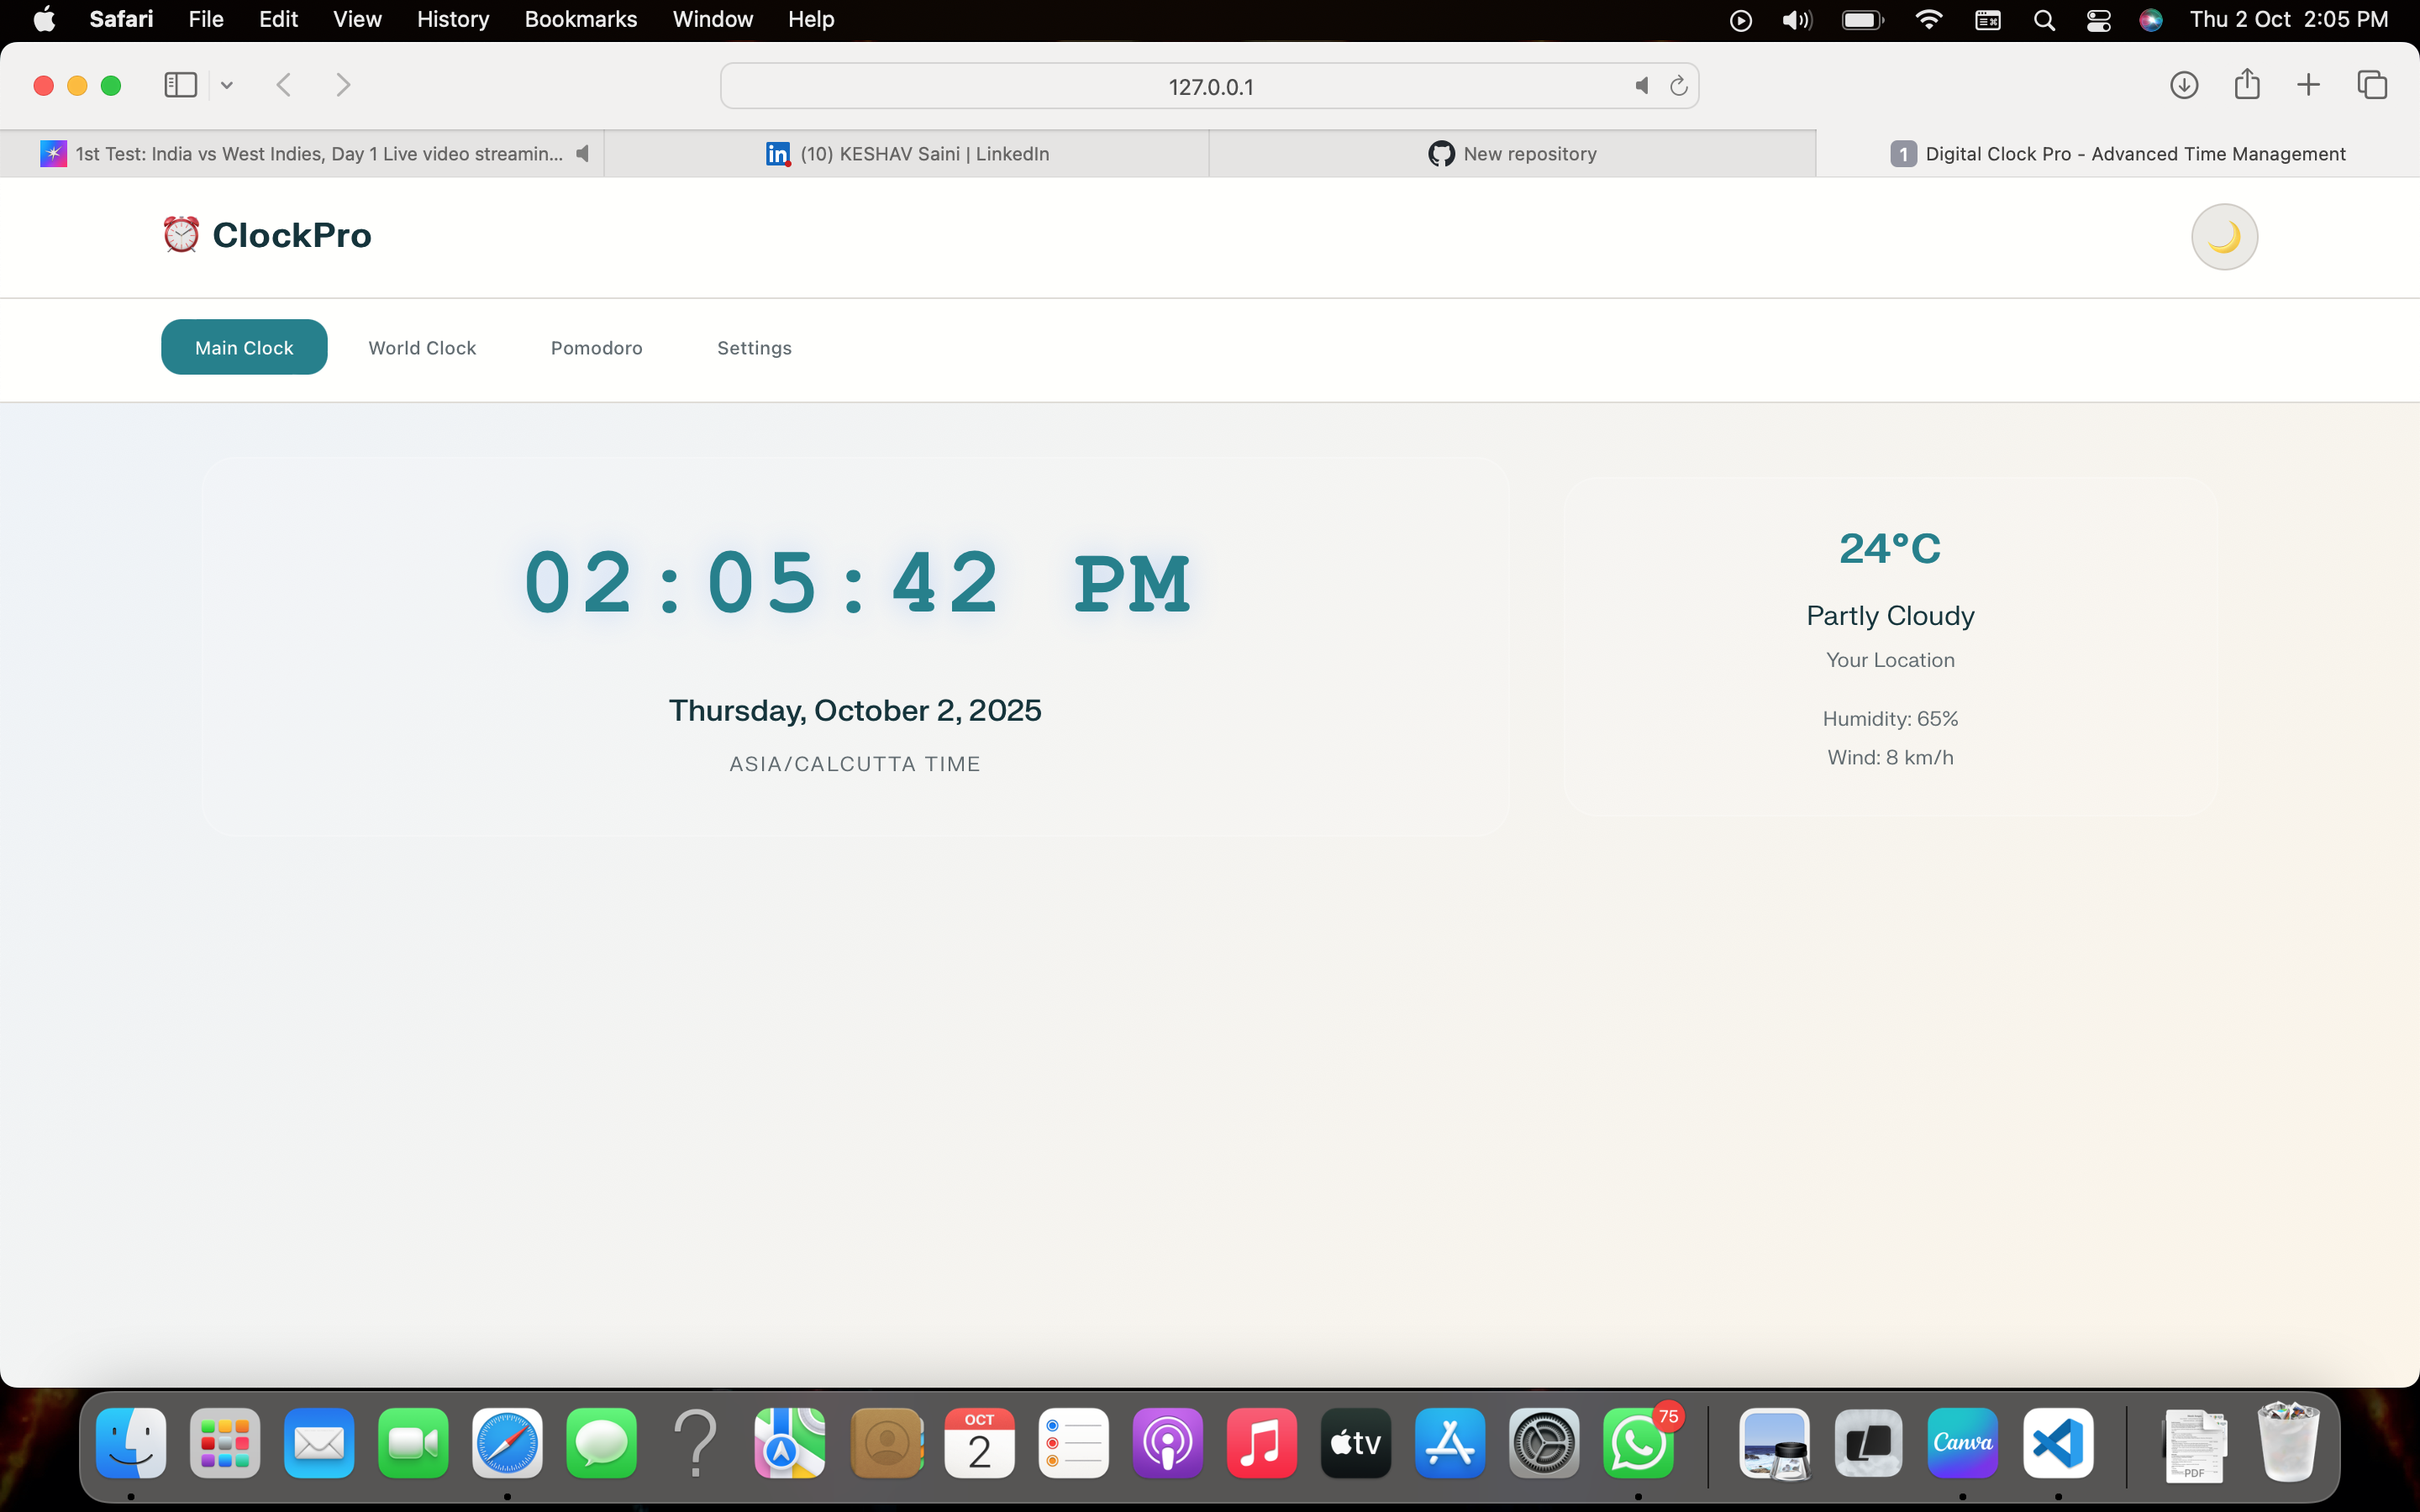 Safari File Edit View History Bookmarks Window Help Thu 2 Oct 2:05 PM
127.0.0.1
1st Test: India vs West Indies, Day 1 Live video streamin... (10) KESHAV Saini | LinkedIn New repository 1 Digital Clock Pro - Advanced Time Management
ClockPro
Main Clock World Clock Pomodoro Settings
02:05:42 PM
Thursday, October 2, 2025
ASIA/CALCUTTA TIME
24°C
Partly Cloudy
Your Location
Humidity: 65%
Wind: 8 km/h
OCT
2
tv
75
Canva
PDF